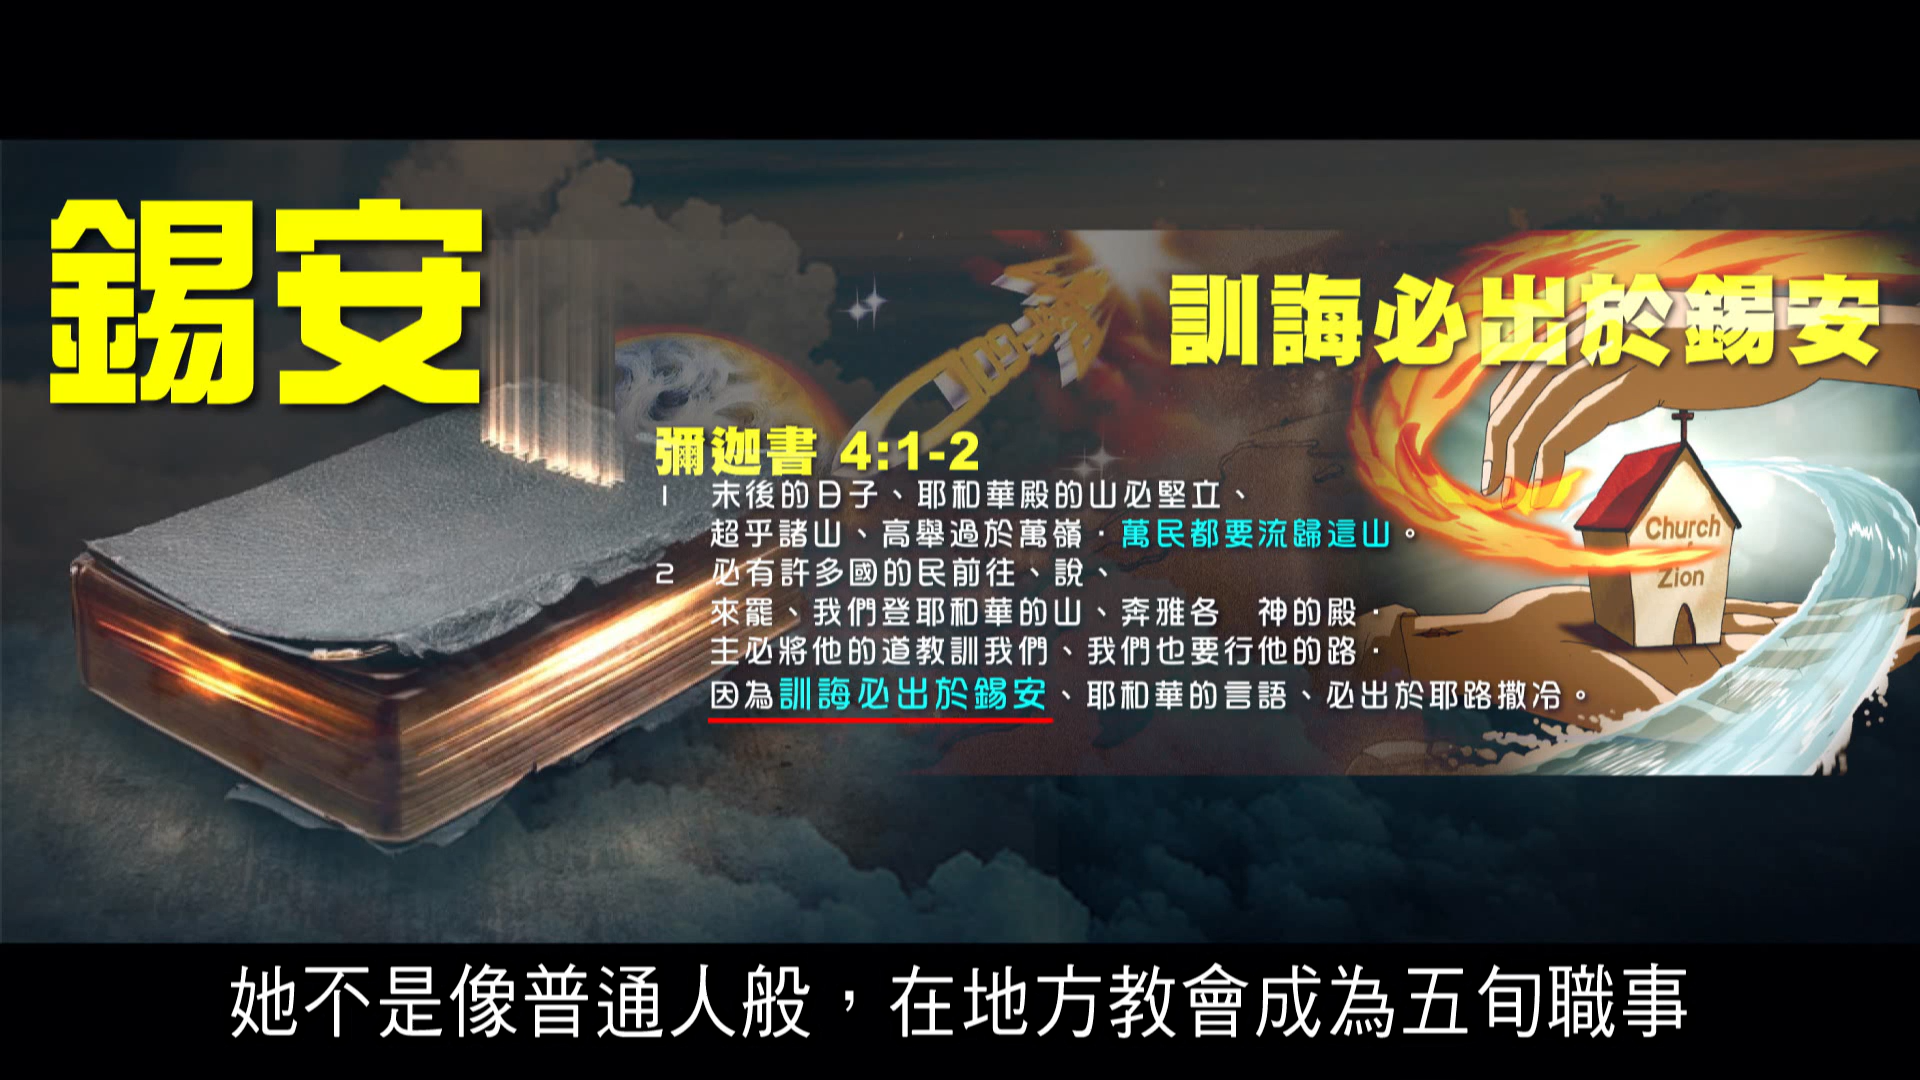 錫安
訓誨必出於錫安
彌迦書 4:1-2
1 末後的日子、耶和華殿的山必堅立、
超乎諸山、高舉過於萬嶺．萬民都要流歸這山。
2 必有許多國的民前往、說、
來罷、我們登耶和華的山、奔雅各　神的殿．
主必將他的道教訓我們、我們也要行他的路．
因為訓誨必出於錫安、耶和華的言語、必出於耶路撒冷。
Church
Zion
她不是像普通人般，在地方教會成為五旬職事